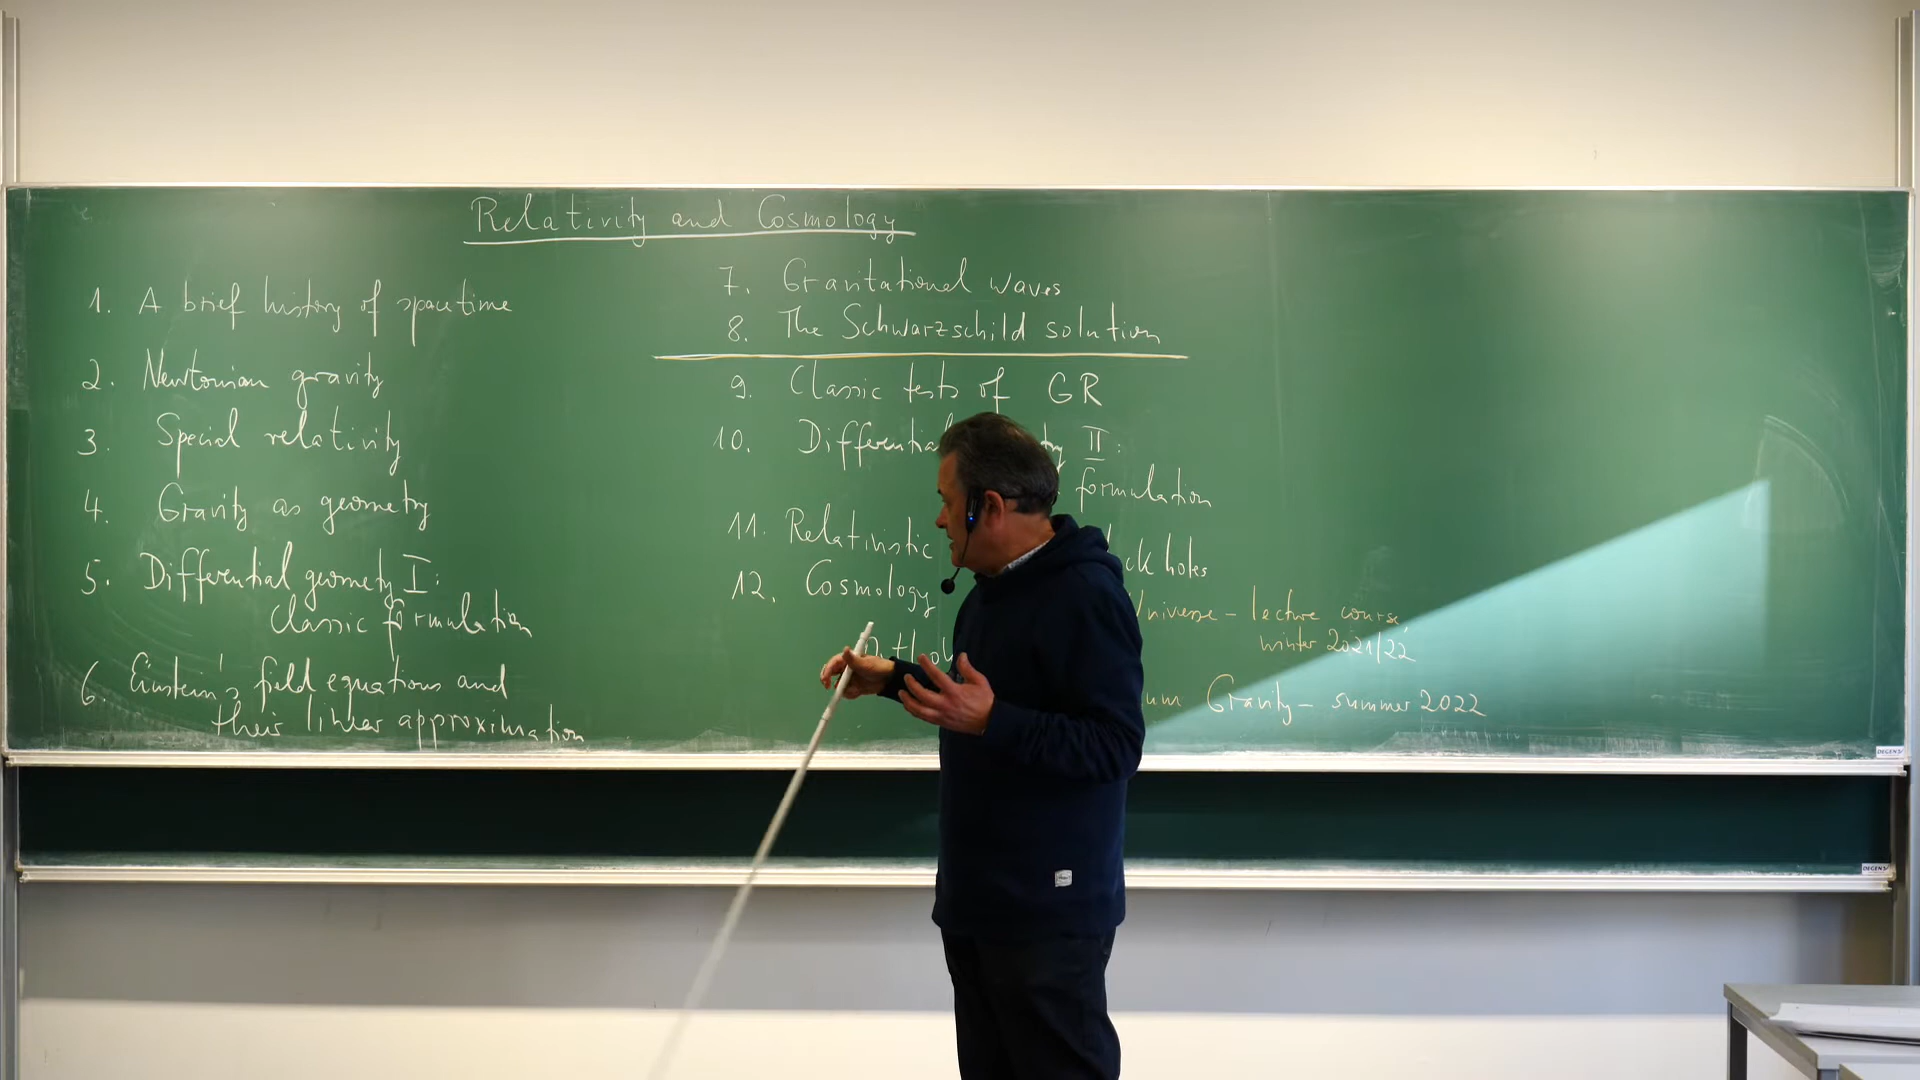 Relativity and Cosmology
1. A brief history of spacetime
2. Newtonian gravity
3. Special relativity
4. Gravity as geometry
5. Differential geometry I:
Classic formulation
6. Einstein's field equations and
their linear approximation
7. Gravitational waves
8. The Schwarzschild solution
9. Classic tests of GR
10. Differential II:
formulation
11. Relativistic holes
12. Cosmology
Universe – lecture course,
winter 2021/22
Gravity – summer 2022
DEGEN
DEGEN